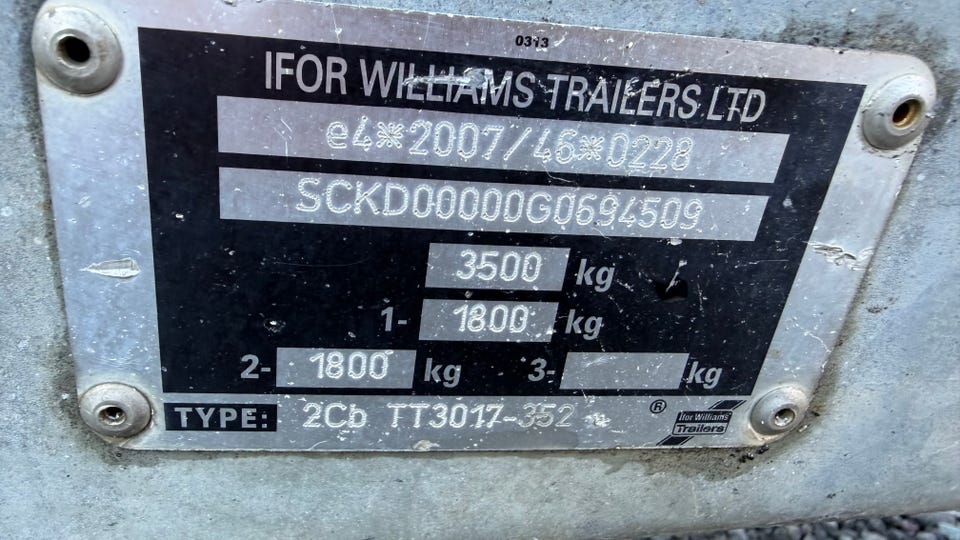 0313
IFOR WILLIAMS TRAILERS LTD
e4*2007/46*0228
SCKD00000G0694509
3500 kg
1- 1800 kg
2- 1800 kg 3- kg
TYPE: 2Cb TT3017-352 ® Ifor Williams
Trailers